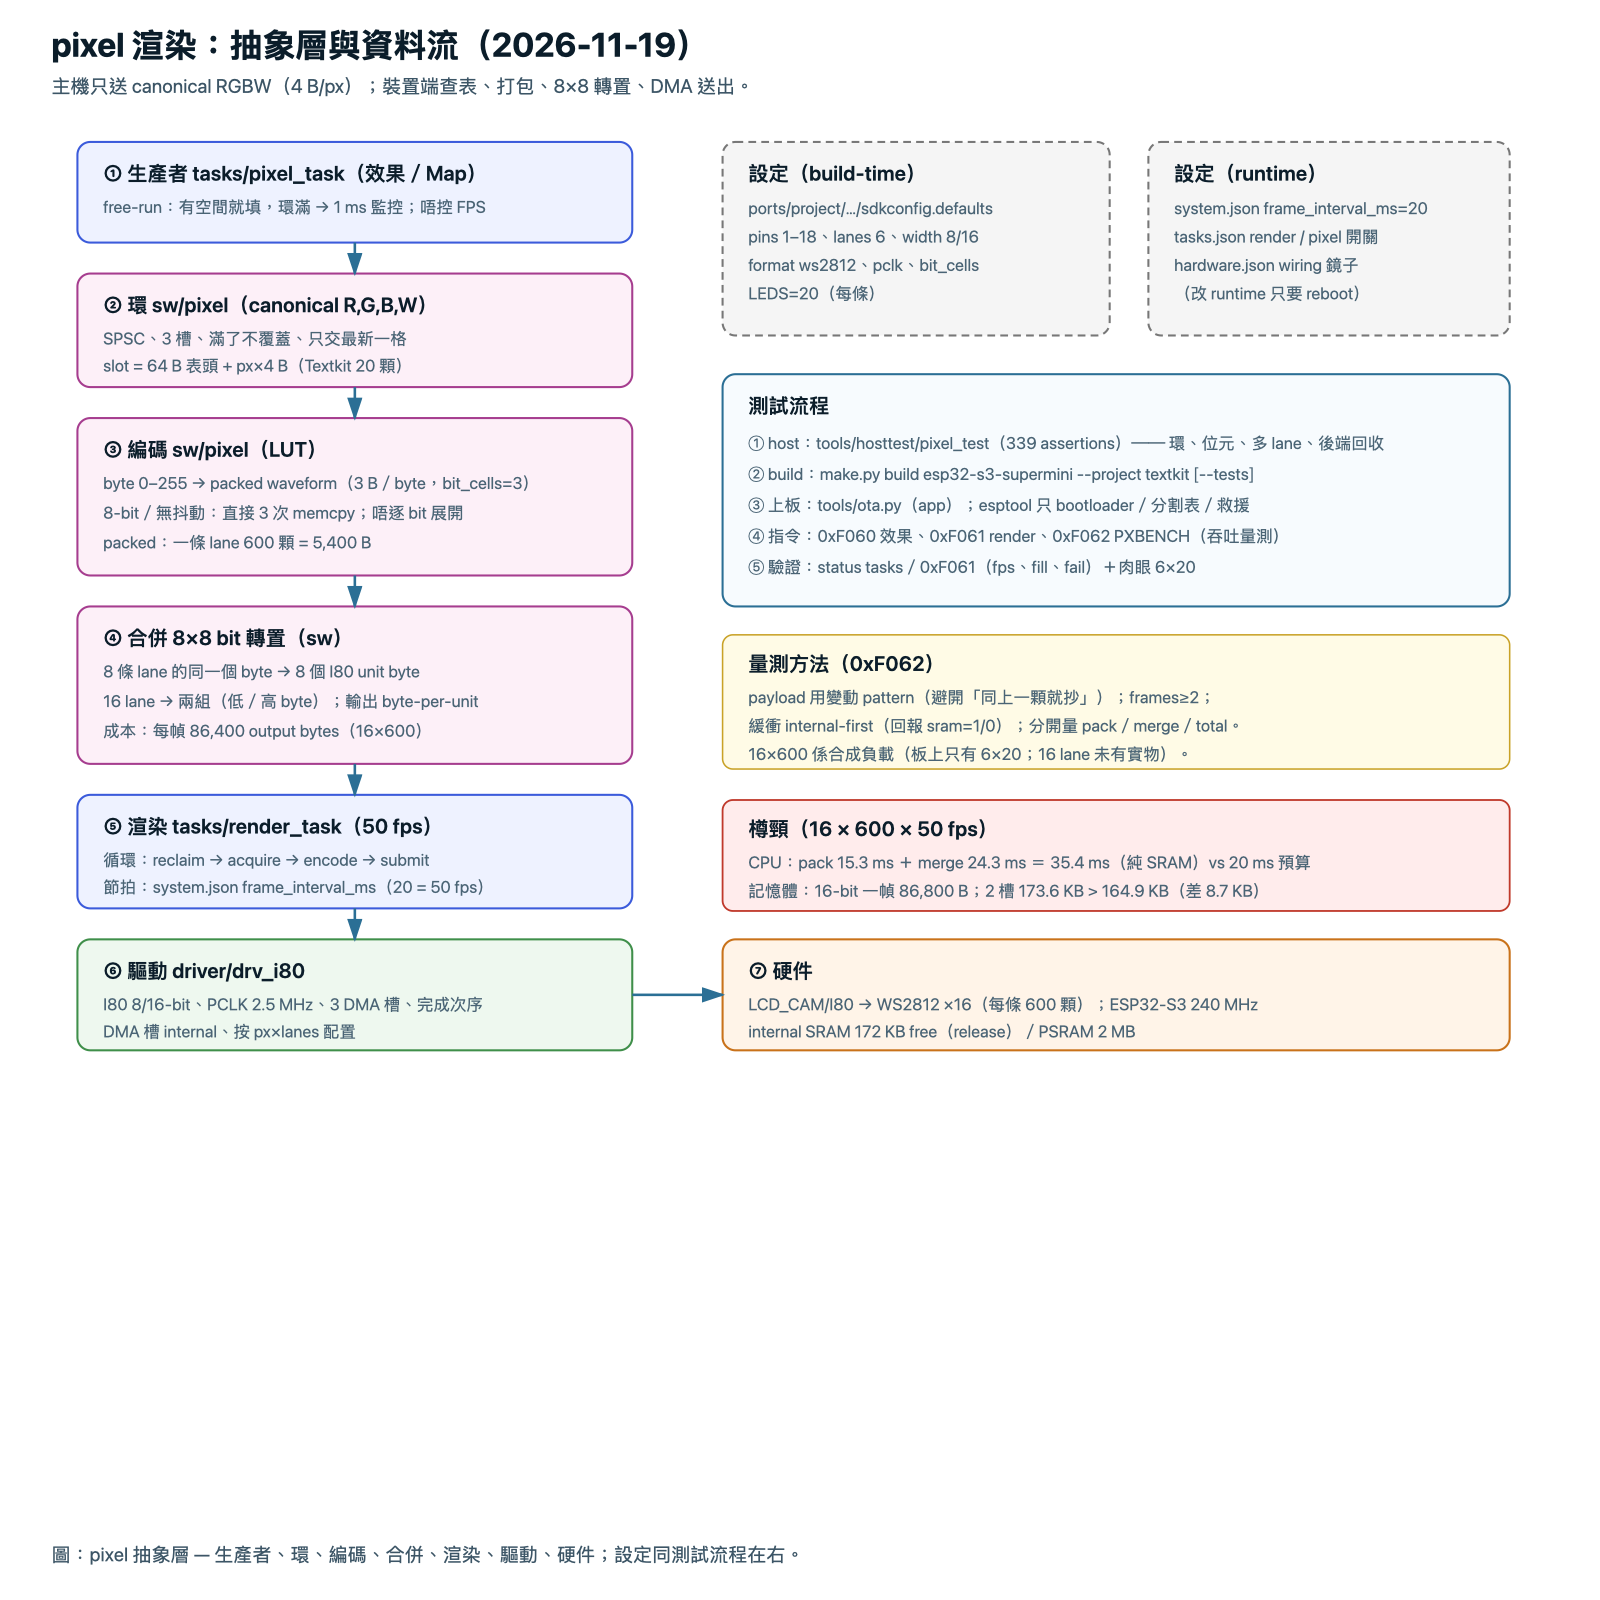 pixel 渲染：抽象層與資料流（2026-11-19）
主機只送 canonical RGBW（4 B/px）；裝置端查表、打包、8×8 轉置、DMA 送出。
① 生產者 tasks/pixel_task（效果 / Map）
free-run：有空間就填，環滿 → 1 ms 監控；唔控 FPS
② 環 sw/pixel（canonical R,G,B,W）
SPSC、3 槽、滿了不覆蓋、只交最新一格
slot = 64 B 表頭 + px×4 B（Textkit 20 顆）
③ 編碼 sw/pixel（LUT）
byte 0–255 → packed waveform（3 B / byte，bit_cells=3）
8-bit / 無抖動：直接 3 次 memcpy；唔逐 bit 展開
packed：一條 lane 600 顆 = 5,400 B
④ 合併 8×8 bit 轉置（sw）
8 條 lane 的同一個 byte → 8 個 I80 unit byte
16 lane → 兩組（低 / 高 byte）；輸出 byte-per-unit
成本：每幀 86,400 output bytes（16×600）
⑤ 渲染 tasks/render_task（50 fps）
循環：reclaim → acquire → encode → submit
節拍：system.json frame_interval_ms（20 = 50 fps）
⑥ 驅動 driver/drv_i80
I80 8/16-bit、PCLK 2.5 MHz、3 DMA 槽、完成次序
DMA 槽 internal、按 px×lanes 配置
設定（build-time）
ports/project/.../sdkconfig.defaults
pins 1–18、lanes 6、width 8/16
format ws2812、pclk、bit_cells
LEDS=20（每條）
設定（runtime）
system.json frame_interval_ms=20
tasks.json render / pixel 開關
hardware.json wiring 鏡子
（改 runtime 只要 reboot）
測試流程
① host：tools/hosttest/pixel_test（339 assertions）—— 環、位元、多 lane、後端回收
② build：make.py build esp32-s3-supermini --project textkit [--tests]
③ 上板：tools/ota.py（app）；esptool 只 bootloader / 分割表 / 救援
④ 指令：0xF060 效果、0xF061 render、0xF062 PXBENCH（吞吐量測）
⑤ 驗證：status tasks / 0xF061（fps、fill、fail）＋肉眼 6×20
量測方法（0xF062）
payload 用變動 pattern（避開「同上一顆就抄」）；frames≥2；
緩衝 internal-first（回報 sram=1/0）；分開量 pack / merge / total。
16×600 係合成負載（板上只有 6×20；16 lane 未有實物）。
樽頸（16 × 600 × 50 fps）
CPU：pack 15.3 ms ＋ merge 24.3 ms ＝ 35.4 ms（純 SRAM）vs 20 ms 預算
記憶體：16-bit 一幀 86,800 B；2 槽 173.6 KB > 164.9 KB（差 8.7 KB）
⑦ 硬件
LCD_CAM/I80 → WS2812 ×16（每條 600 顆）；ESP32-S3 240 MHz
internal SRAM 172 KB free（release） / PSRAM 2 MB
圖：pixel 抽象層 — 生產者、環、編碼、合併、渲染、驅動、硬件；設定同測試流程在右。